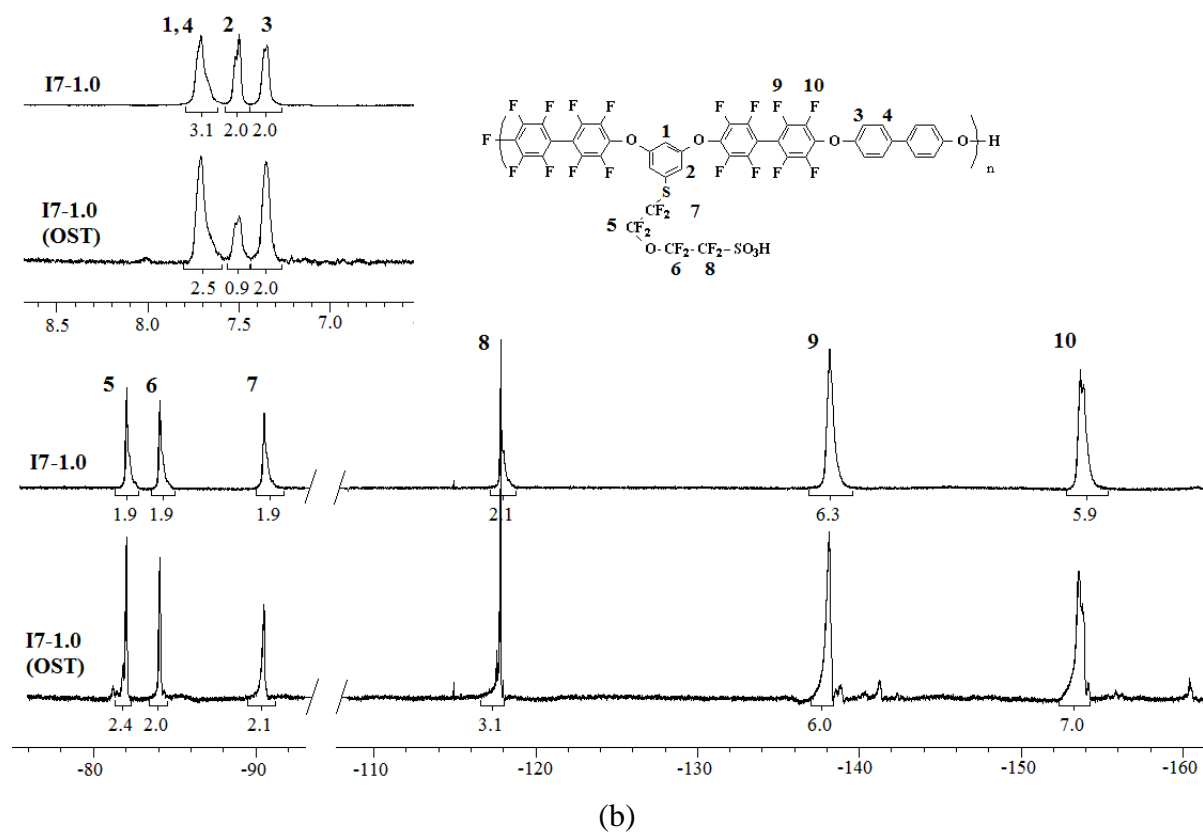 1, 4 2 3
I7-1.0
3.1 2.0 2.0
I7-1.0
(OST)
2.5 0.9 2.0
8.5 8.0 7.5 7.0
9 10
F F F F F F F F
F O 1 O O 3 4 O H
F F F F F F F F
2 n
S
CF2 7
5 CF2
O-CF2-CF2-SO3H
6 8
5 6 7 8 9 10
I7-1.0
1.9 1.9 1.9 2.1 6.3 5.9
I7-1.0
(OST)
2.4 2.0 2.1 3.1 6.0 7.0
-80 -90 -110 -120 -130 -140 -150 -160
(b)